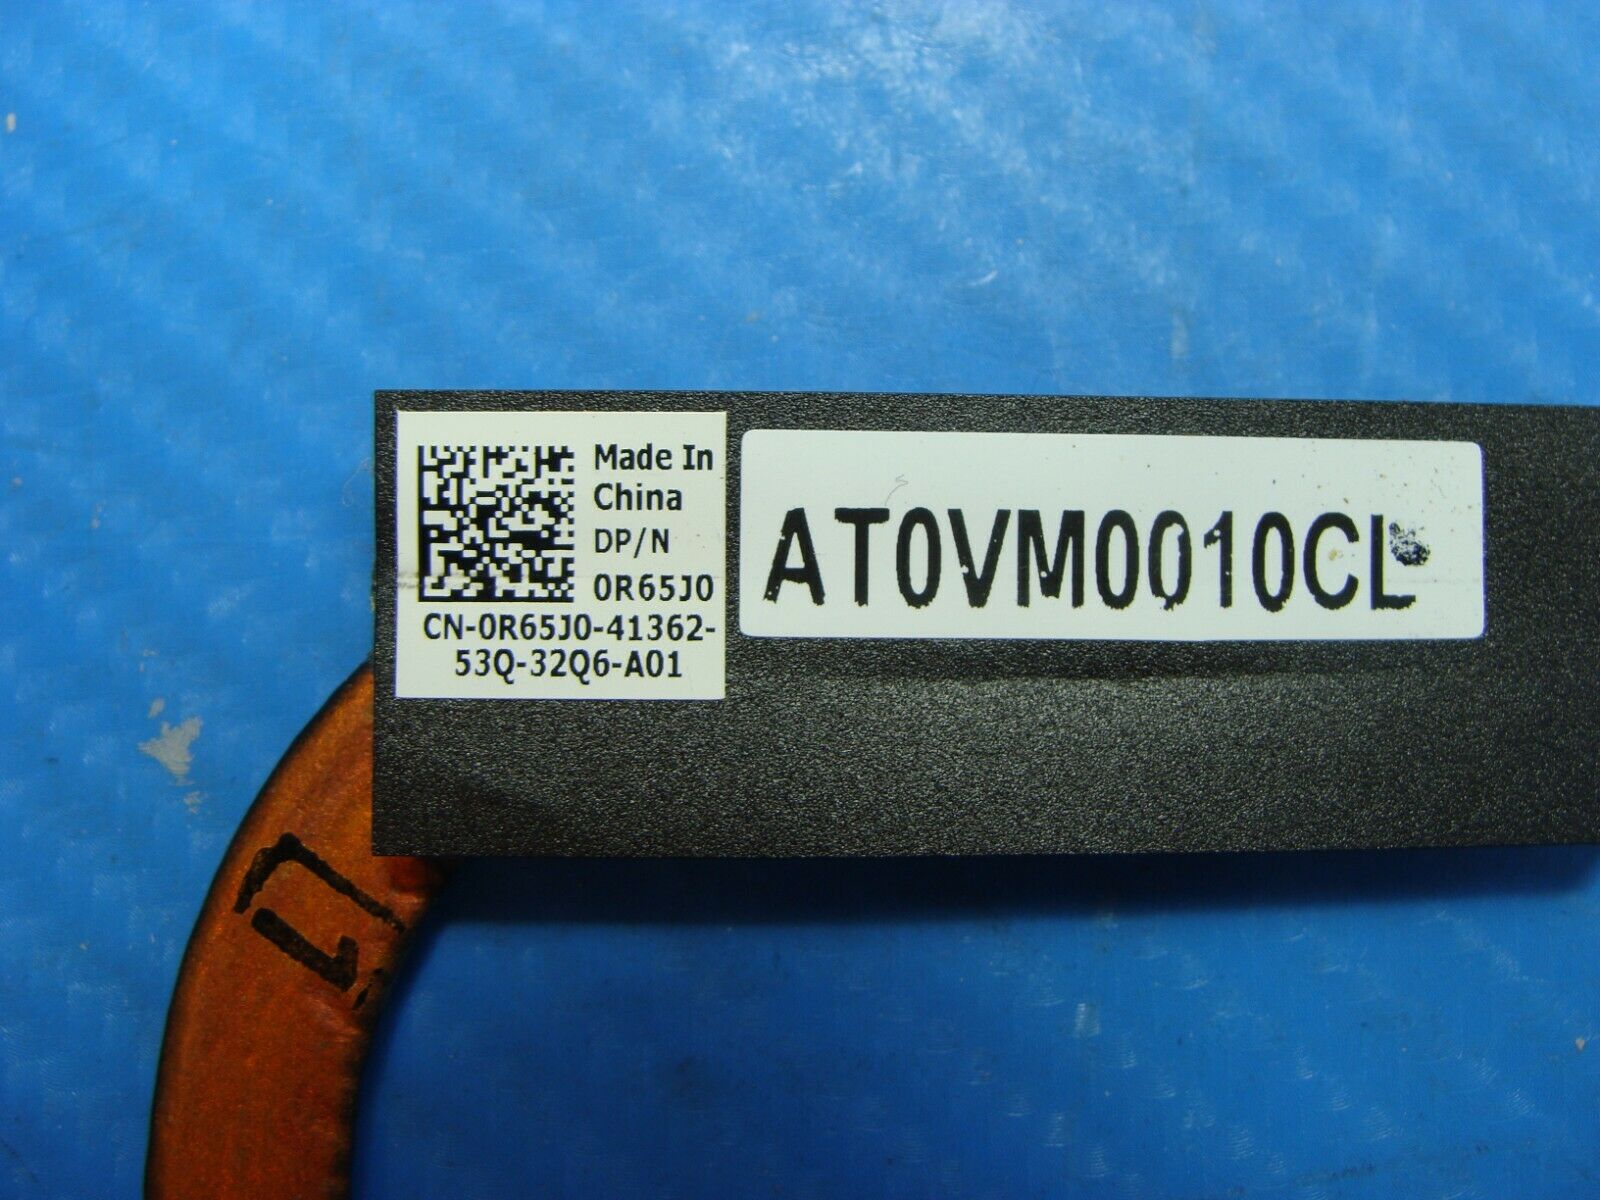 Made In
China
DP/N
0R65J0
CN-0R65J0-41362-
53Q-32Q6-A01
AT0VM0010CL